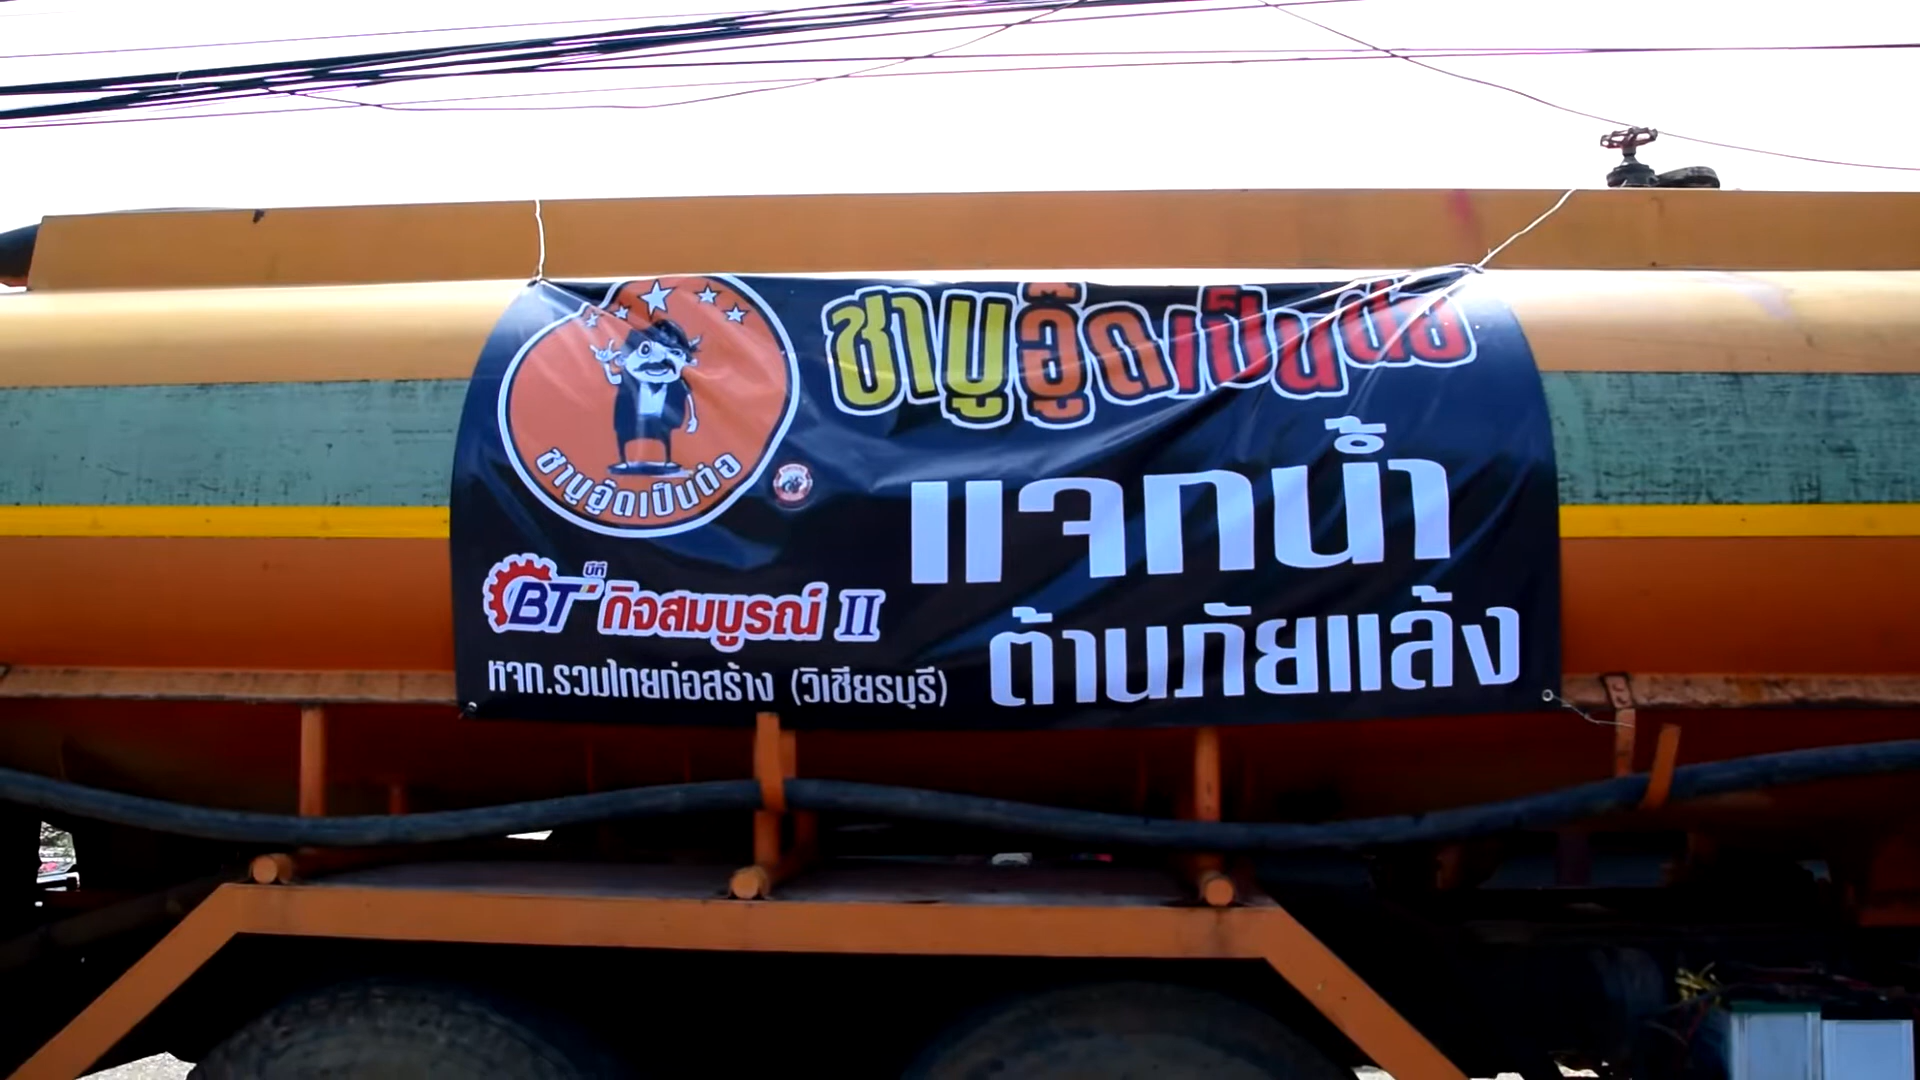 ชาบูอู๊ดเป็นต่อ
ชาบูอู๊ดเป็นต่อ
แจกน้ำ
ต้านภัยแล้ง
BT บีที กิจสมบูรณ์ II
หจก.รวมไทยก่อสร้าง (วิเชียรบุรี)